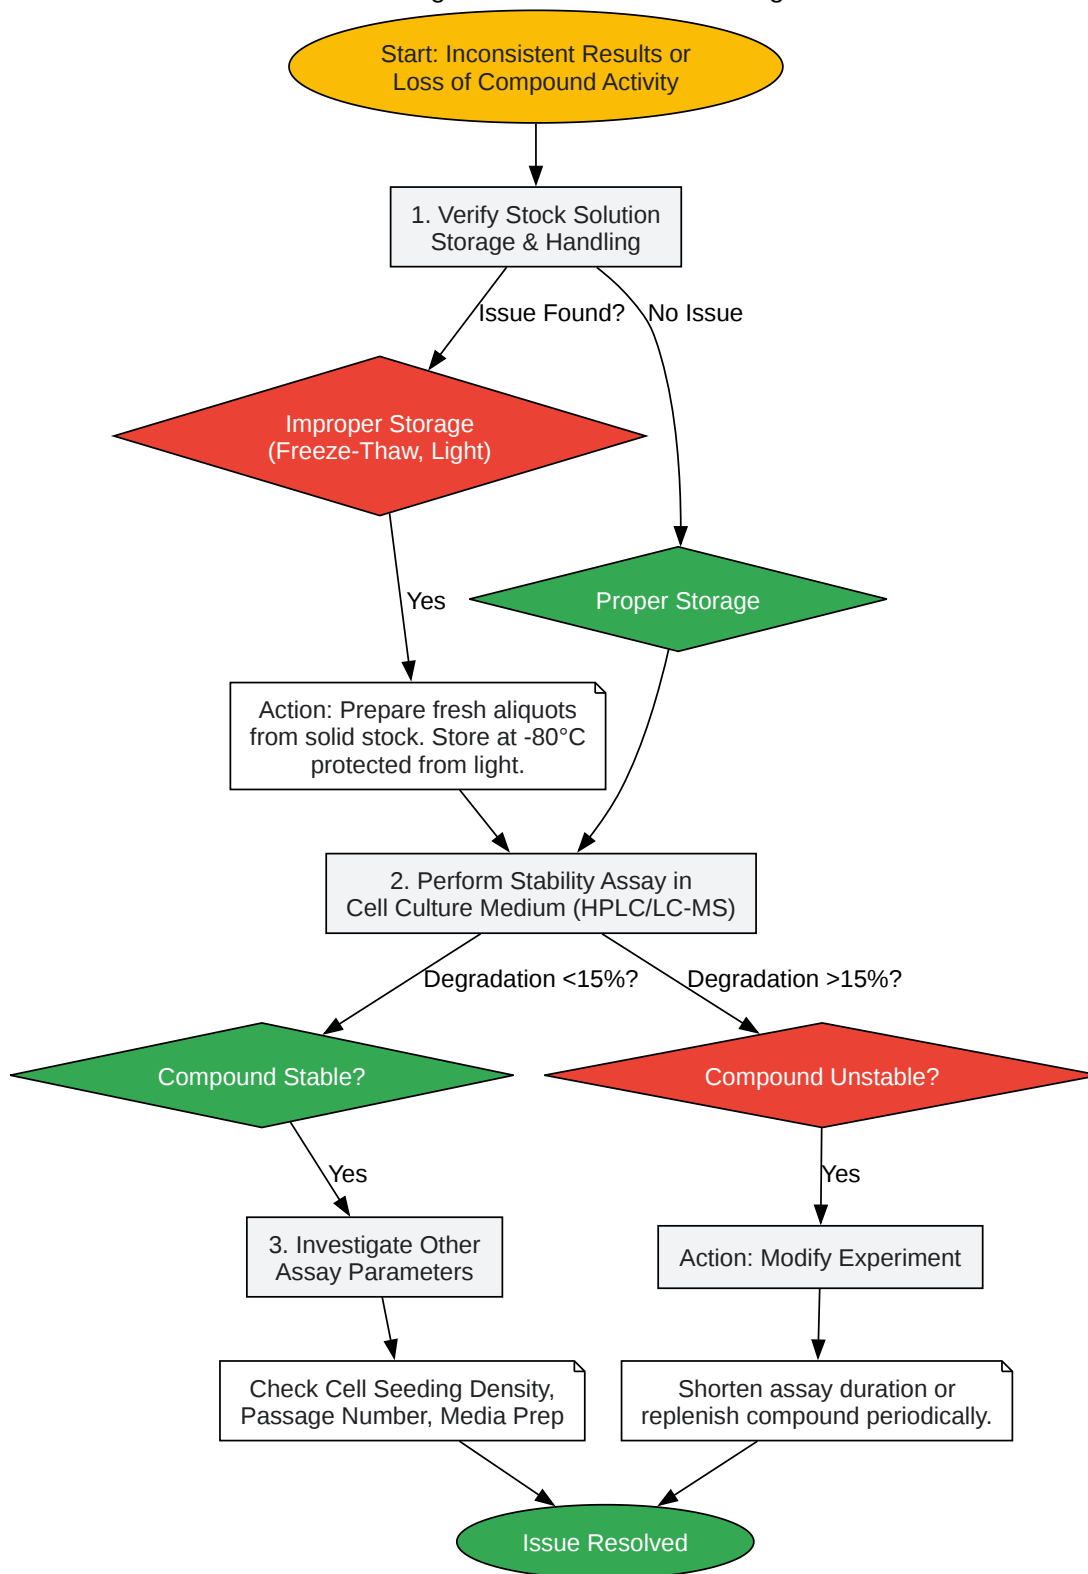 Start: Inconsistent Results or
Loss of Compound Activity
1. Verify Stock Solution
Storage & Handling
Issue Found?
No Issue
Improper Storage
(Freeze-Thaw, Light)
Yes
Proper Storage
Action: Prepare fresh aliquots
from solid stock. Store at -80°C
protected from light.
2. Perform Stability Assay in
Cell Culture Medium (HPLC/LC-MS)
Degradation <15%?
Degradation >15%?
Compound Stable?
Compound Unstable?
Yes
Yes
3. Investigate Other
Assay Parameters
Action: Modify Experiment
Check Cell Seeding Density,
Passage Number, Media Prep
Shorten assay duration or
replenish compound periodically.
Issue Resolved